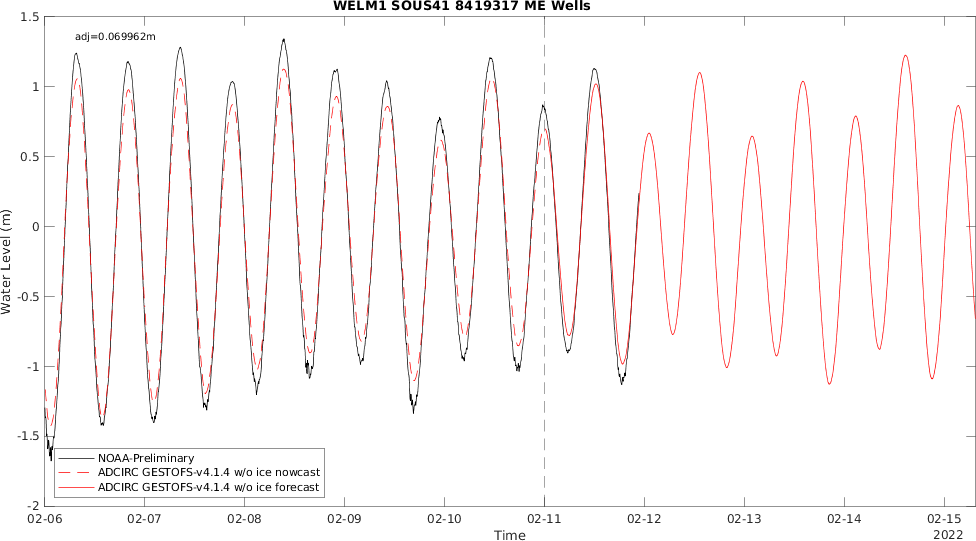 WELM1 SOUS41 8419317 ME Wells
adj=0.069962m
1.5
1
0.5
0
-0.5
-1
-1.5
-2
Water Level (m)
NOAA-Preliminary
ADCIRC GESTOFS-v4.1.4 w/o ice nowcast
ADCIRC GESTOFS-v4.1.4 w/o ice forecast
02-06 02-07 02-08 02-09 02-10 02-11 02-12 02-13 02-14 02-15
Time
2022